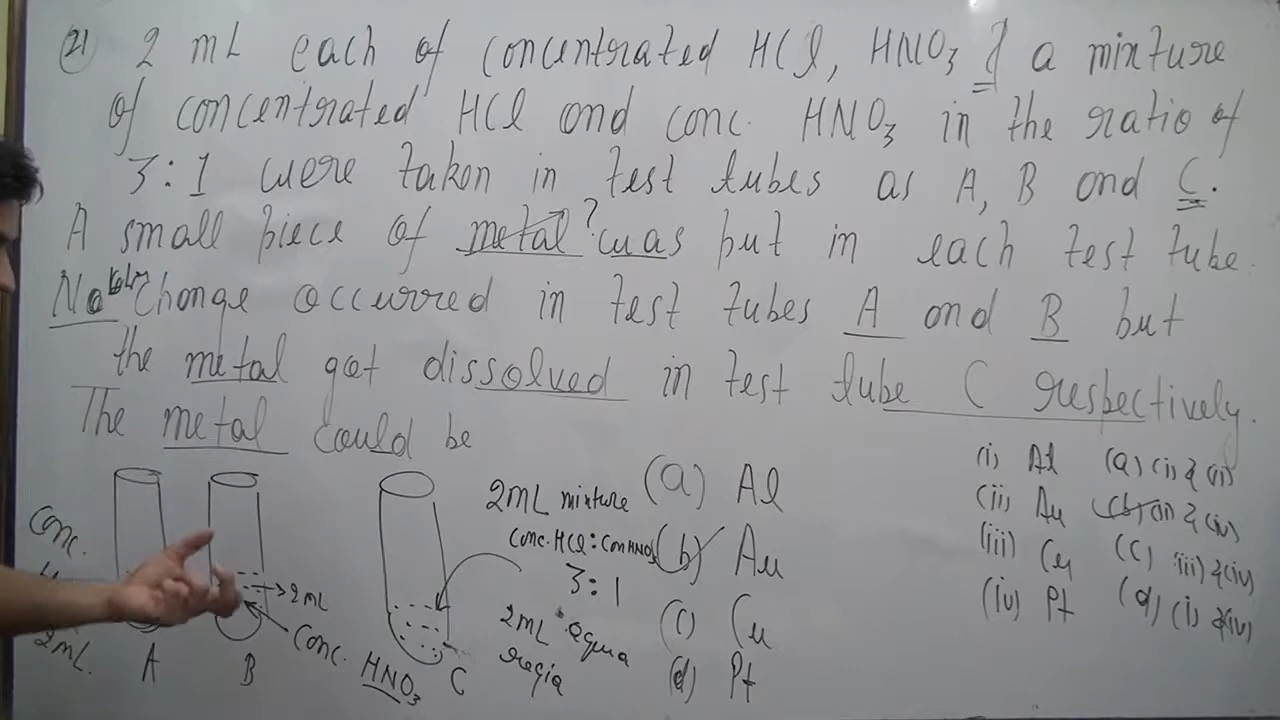 21 2 mL each of concentrated HCl, HNO3 & a mixture
of concentrated HCl and conc. HNO3 in the ratio of
3:1 were taken in test tubes as A, B and C.
A small piece of metal? was put in each test tube.
No change occurred in test tubes A and B but
the metal got dissolved in test tube C respectively.
The metal could be
(a) Al
(b) Au
(c) Cu
(d) Pt
(i) Al (a) (i) & (ii)
(ii) Au (b) (ii) & (iv)
(iii) Cu (c) (iii) & (iv)
(iv) Pt (d) (i) & (iv)
Conc.
2mL.
A
B
2mL
Conc. HNO3
C
2mL mixture
Conc. HCl : Con HNO3
3:1
2mL aqua
regia